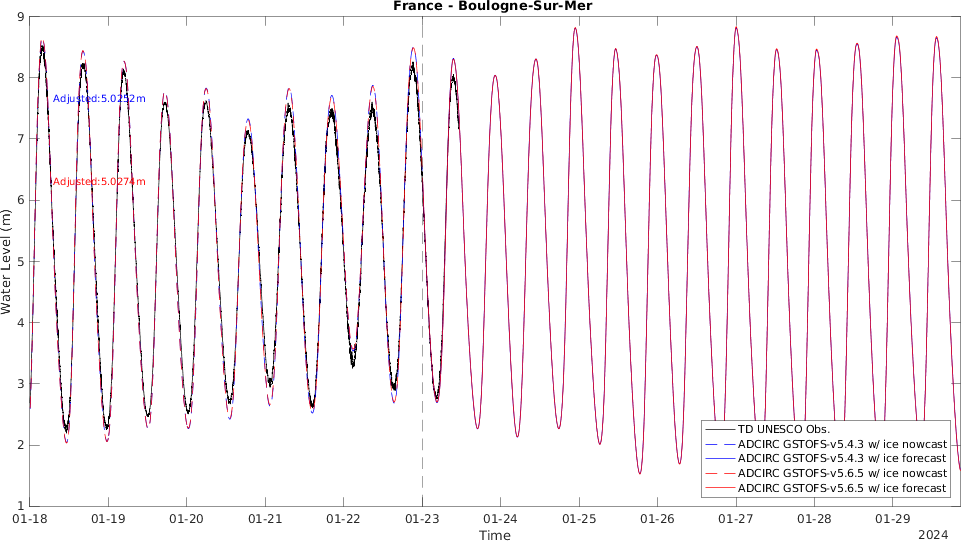 France - Boulogne-Sur-Mer
9
8
7
6
5
4
3
2
1
Water Level (m)
Adjusted:5.0252m
Adjusted:5.0274m
TD UNESCO Obs.
ADCIRC GSTOFS-v5.4.3 w/ ice nowcast
ADCIRC GSTOFS-v5.4.3 w/ ice forecast
ADCIRC GSTOFS-v5.6.5 w/ ice nowcast
ADCIRC GSTOFS-v5.6.5 w/ ice forecast
01-18 01-19 01-20 01-21 01-22 01-23 01-24 01-25 01-26 01-27 01-28 01-29
Time
2024